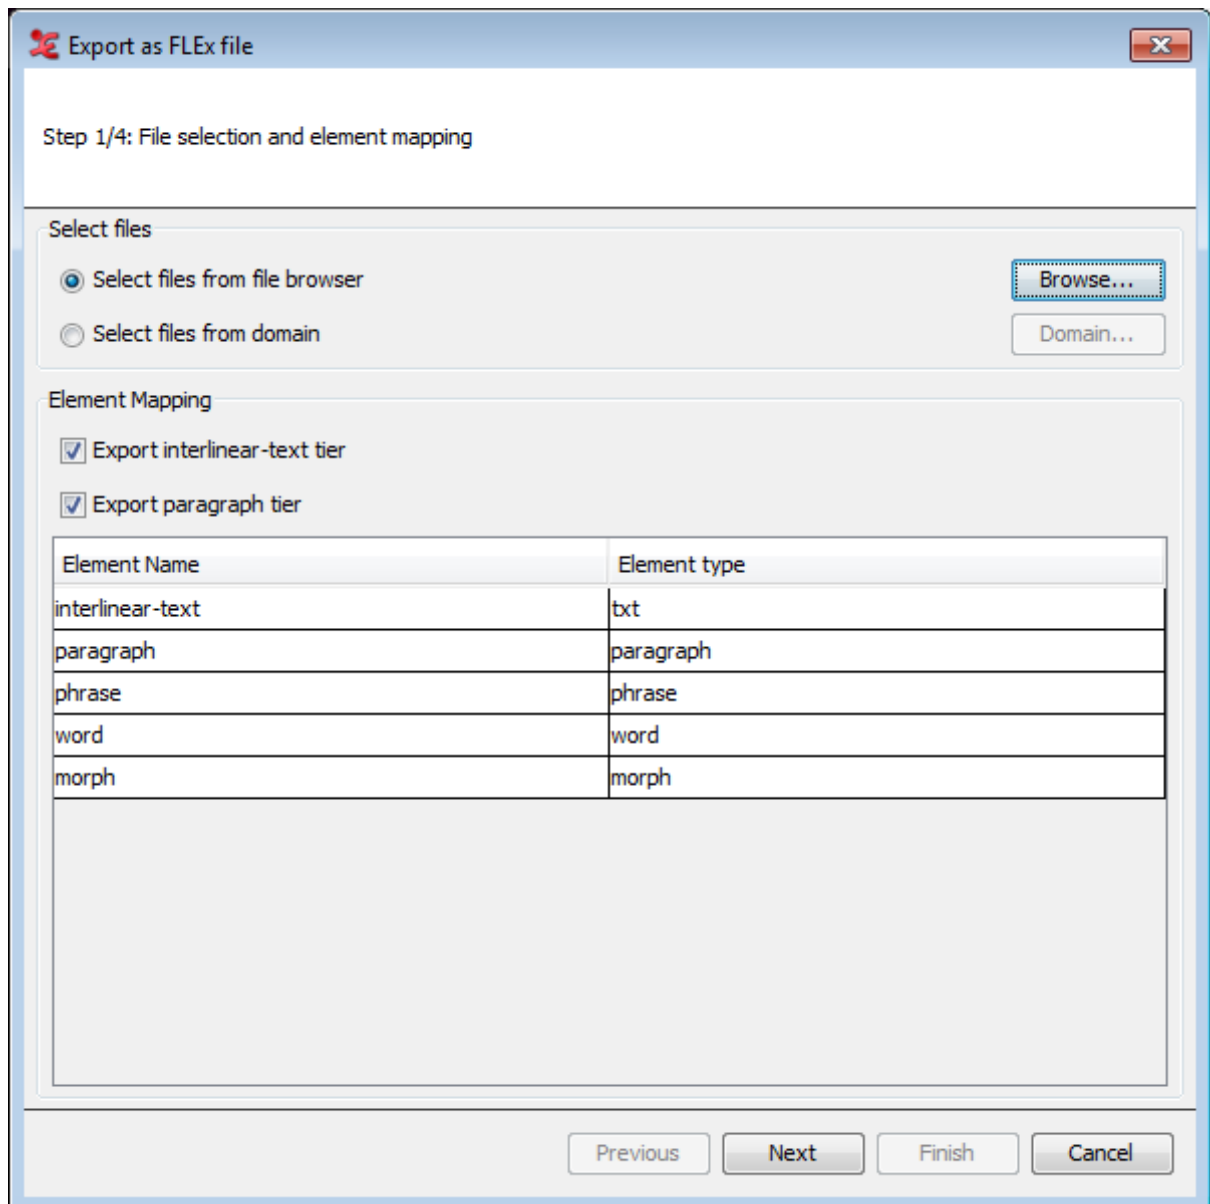 Export as FLEx file
Step 1/4: File selection and element mapping
Select files
Select files from file browser
Browse...
Select files from domain
Domain...
Element Mapping
Export interlinear-text tier
Export paragraph tier
Element Name Element type
interlinear-text txt
paragraph paragraph
phrase phrase
word word
morph morph
Previous Next Finish Cancel